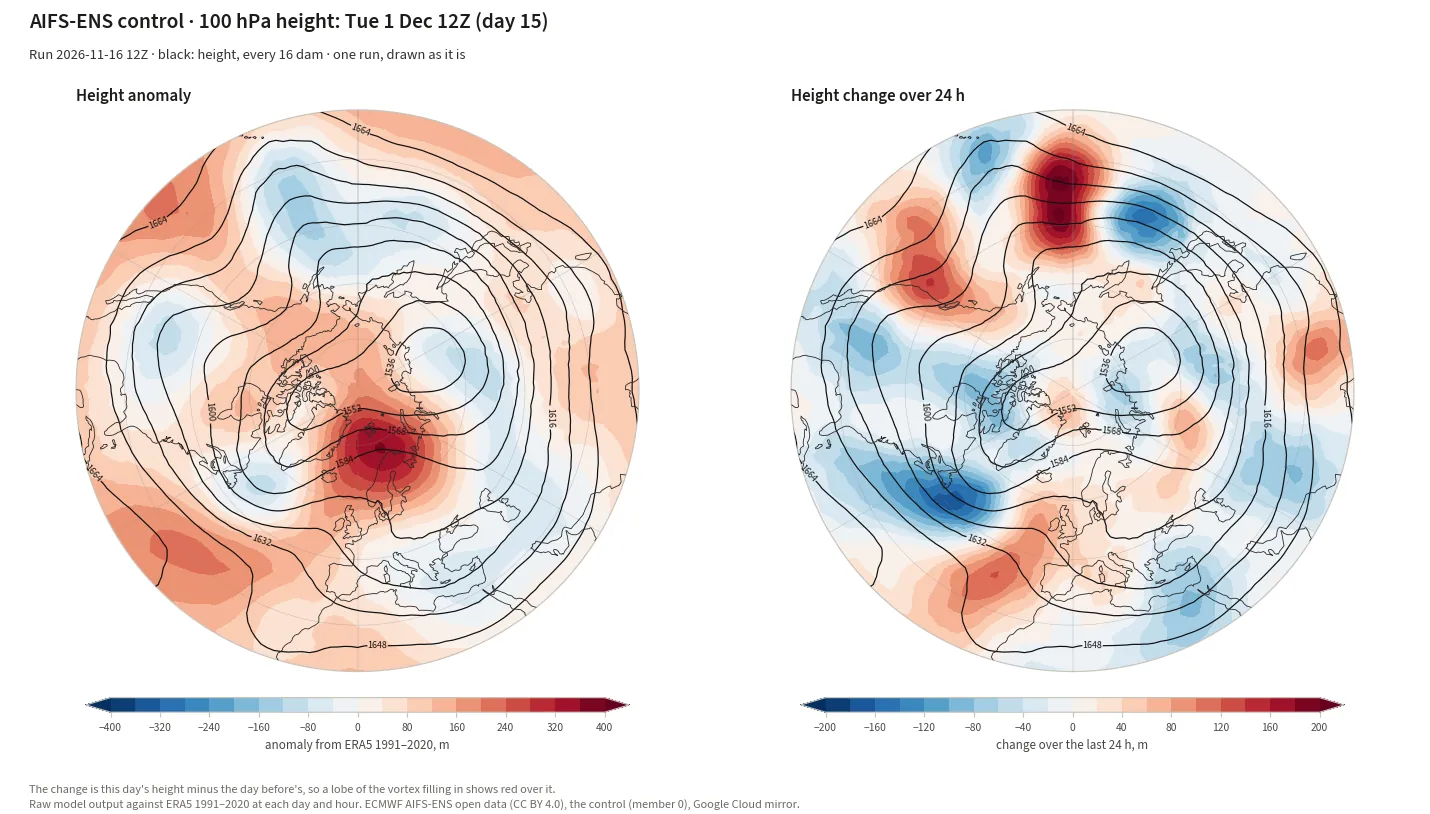 AIFS-ENS control · 100 hPa height: Tue 1 Dec 12Z (day 15)
Run 2026-11-16 12Z · black: height, every 16 dam · one run, drawn as it is
Height anomaly
Height change over 24 h
1664
1664
1536
1600
1552
1568
1584
1616
1664
1632
1648
1664
1664
1536
1600
1552
1568
1584
1616
1664
1632
1648
−400 −320 −240 −160 −80 0 80 160 240 320 400
anomaly from ERA5 1991–2020, m
−200 −160 −120 −80 −40 0 40 80 120 160 200
change over the last 24 h, m
The change is this day's height minus the day before's, so a lobe of the vortex filling in shows red over it.
Raw model output against ERA5 1991–2020 at each day and hour. ECMWF AIFS-ENS open data (CC BY 4.0), the control (member 0), Google Cloud mirror.